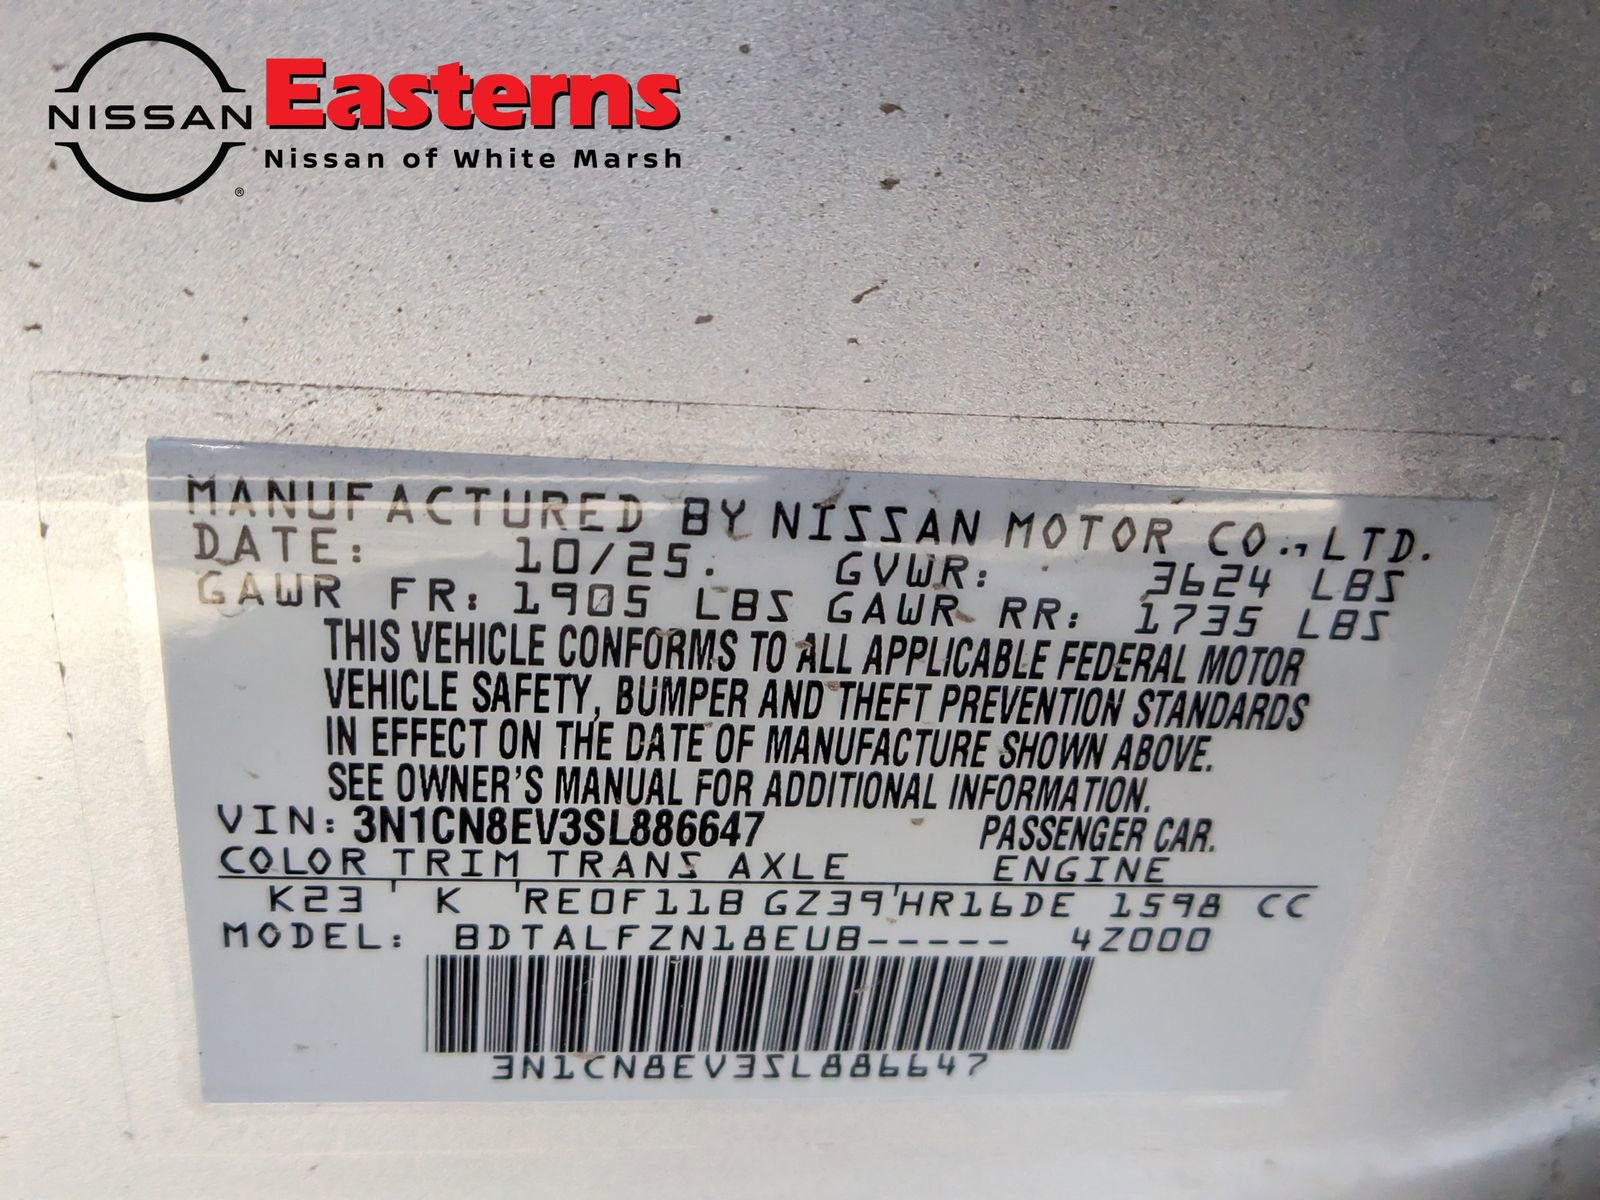 NISSAN
®
Easterns
Nissan of White Marsh
MANUFACTURED BY NISSAN MOTOR CO., LTD.
DATE: 10/25. GVWR: 3624 LBS
GAWR FR: 1905 LBS GAWR RR: 1735 LBS
THIS VEHICLE CONFORMS TO ALL APPLICABLE FEDERAL MOTOR
VEHICLE SAFETY, BUMPER AND THEFT PREVENTION STANDARDS
IN EFFECT ON THE DATE OF MANUFACTURE SHOWN ABOVE.
SEE OWNER'S MANUAL FOR ADDITIONAL INFORMATION.
VIN: 3N1CN8EV3SL886647 PASSENGER CAR.
COLOR TRIM TRANS AXLE ENGINE
K23 K RE0F11B GZ39 HR16DE 1598 CC
MODEL: BDTALFZN18EUB----- 4Z000
3N1CN8EV3SL886647